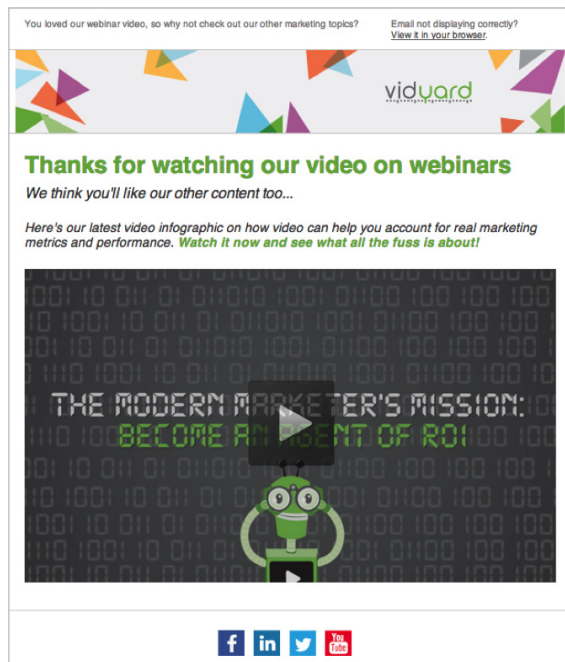 You loved our webinar video, so why not check out our other marketing topics?
Email not displaying correctly?
View it in your browser.
vidyard
Thanks for watching our video on webinars
We think you'll like our other content too...
Here's our latest video infographic on how video can help you account for real marketing
metrics and performance. Watch it now and see what all the fuss is about!
THE MODERN MARKETER'S MISSION:
BECOME AN AGENT OF ROI
f
in
You
Tube